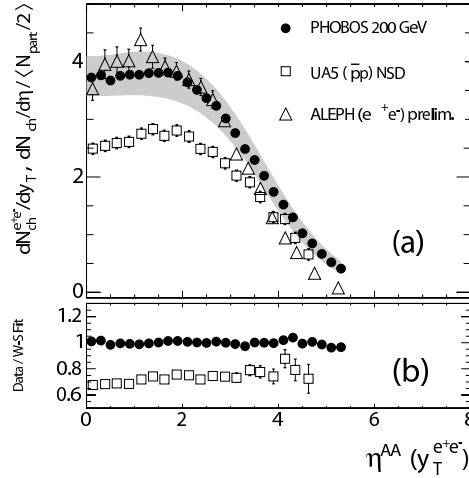 dN_ch^{e+e-}/dy_T, dN_ch/dη/⟨N_part/2⟩
4
2
0
PHOBOS 200 GeV
UA5 (p̅p) NSD
ALEPH (e+e-) prelim.
(a)
Data / W-S Fit
1.2
1
0.8
0.6
(b)
0 2 4 6 8
η^{AA} (y_T^{e+e-})